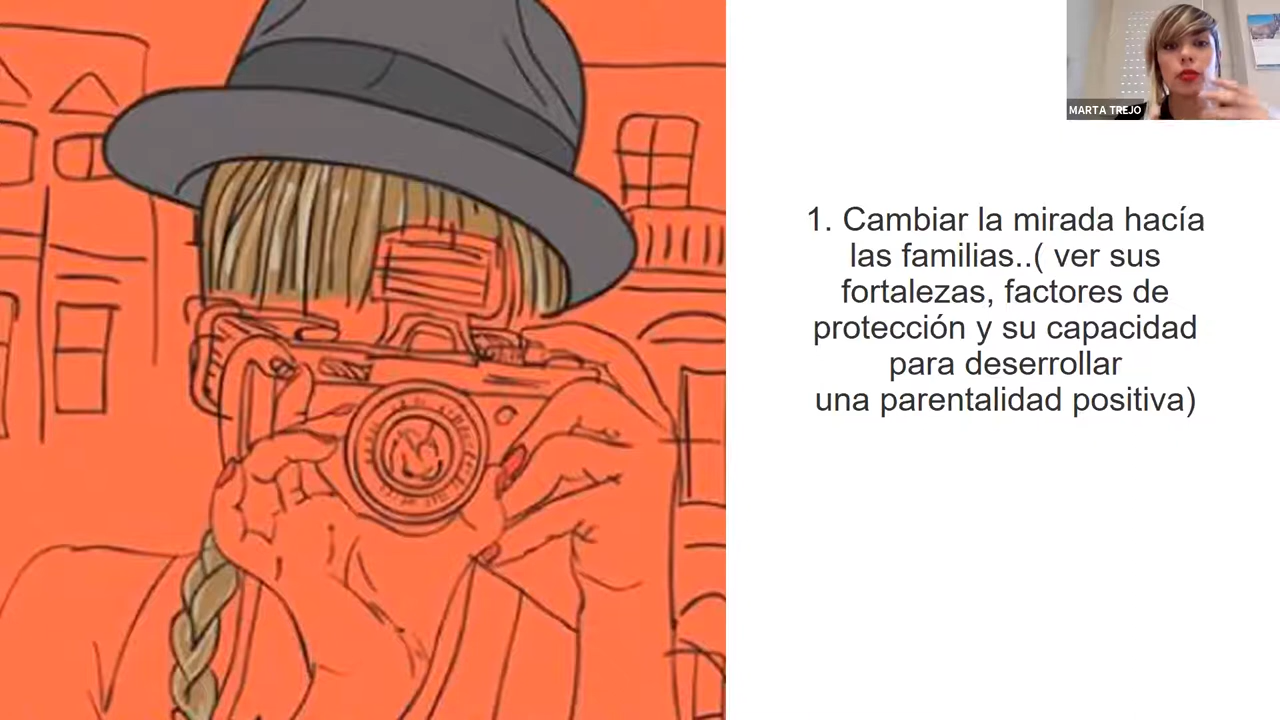 MARTA TREJO
1. Cambiar la mirada hacía
las familias..( ver sus
fortalezas, factores de
protección y su capacidad
para deserrollar
una parentalidad positiva)